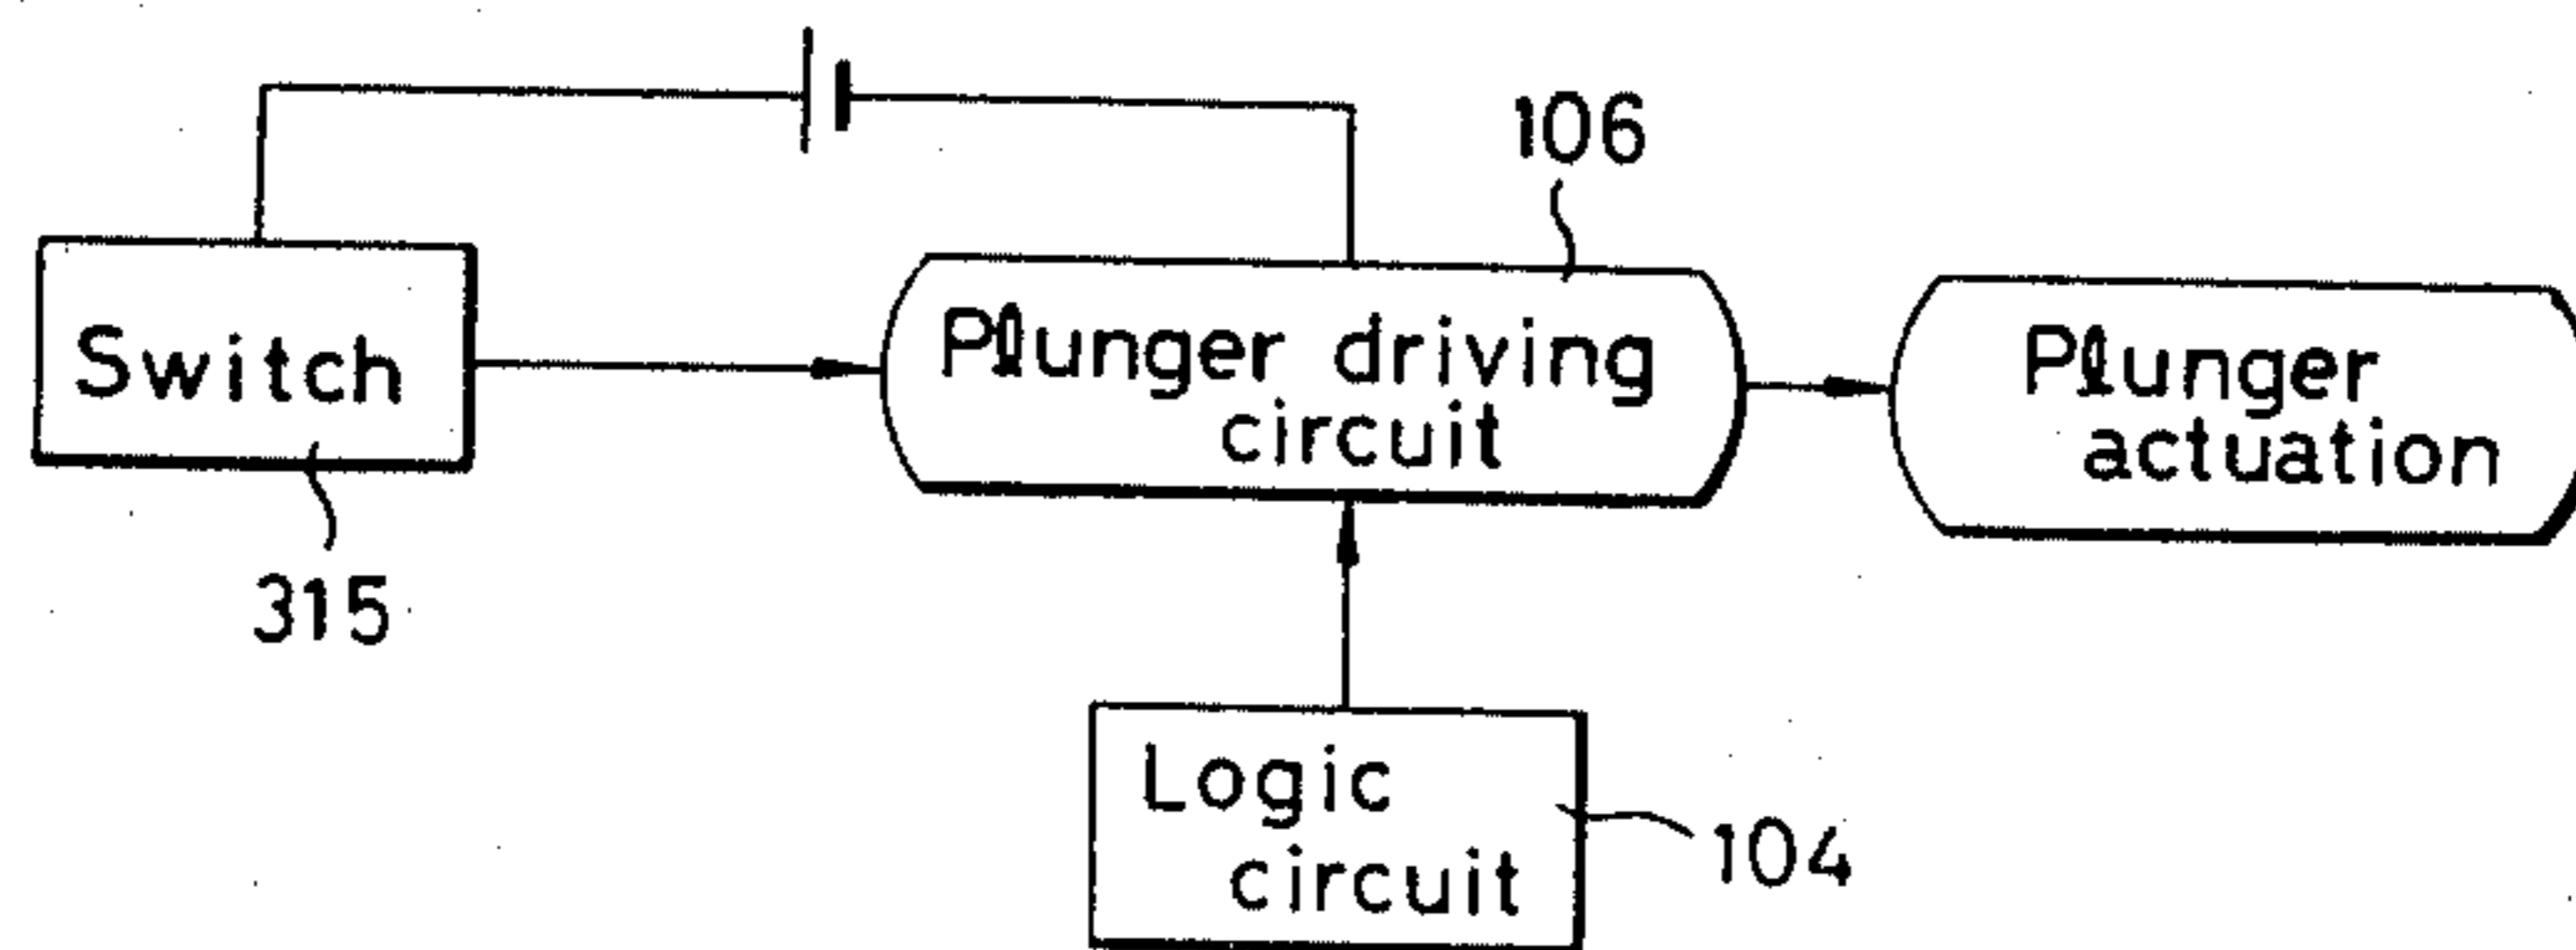 106
Switch
Plunger driving
circuit
Plunger
actuation
315
Logic
circuit
104